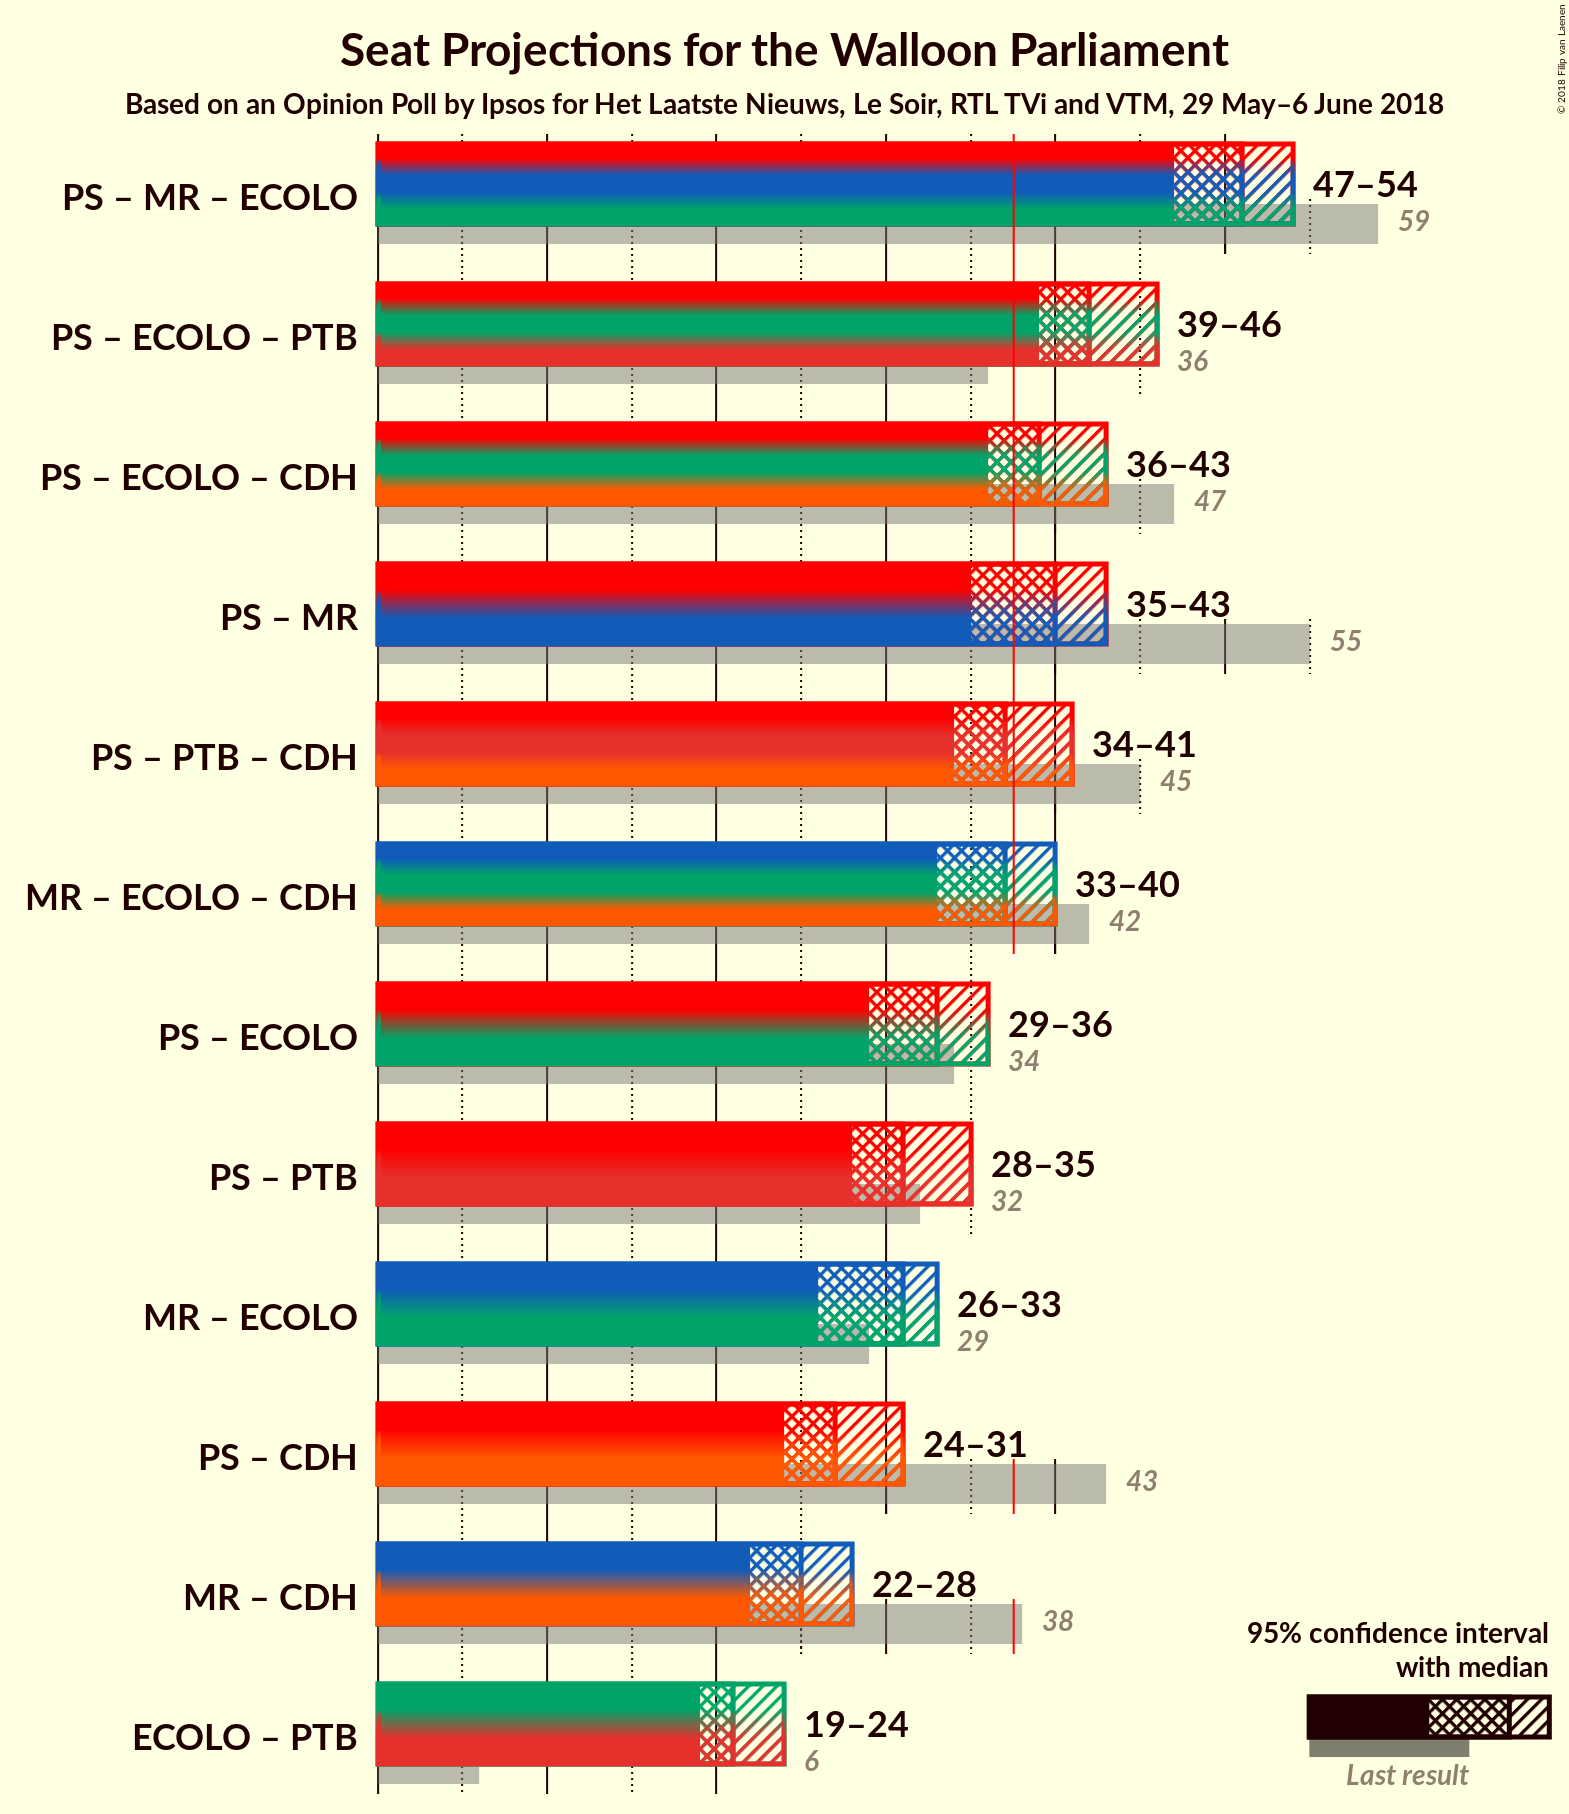 Seat Projections for the Walloon Parliament
Based on an Opinion Poll by Ipsos for Het Laatste Nieuws, Le Soir, RTL TVi and VTM, 29 May–6 June 2018
© 2018 Filip van Laenen
PS – MR – ECOLO
47–54
59
PS – ECOLO – PTB
39–46
36
PS – ECOLO – CDH
36–43
47
PS – MR
35–43
55
PS – PTB – CDH
34–41
45
MR – ECOLO – CDH
33–40
42
PS – ECOLO
29–36
34
PS – PTB
28–35
32
MR – ECOLO
26–33
29
PS – CDH
24–31
43
MR – CDH
22–28
38
ECOLO – PTB
19–24
6
95% confidence interval
with median
Last result